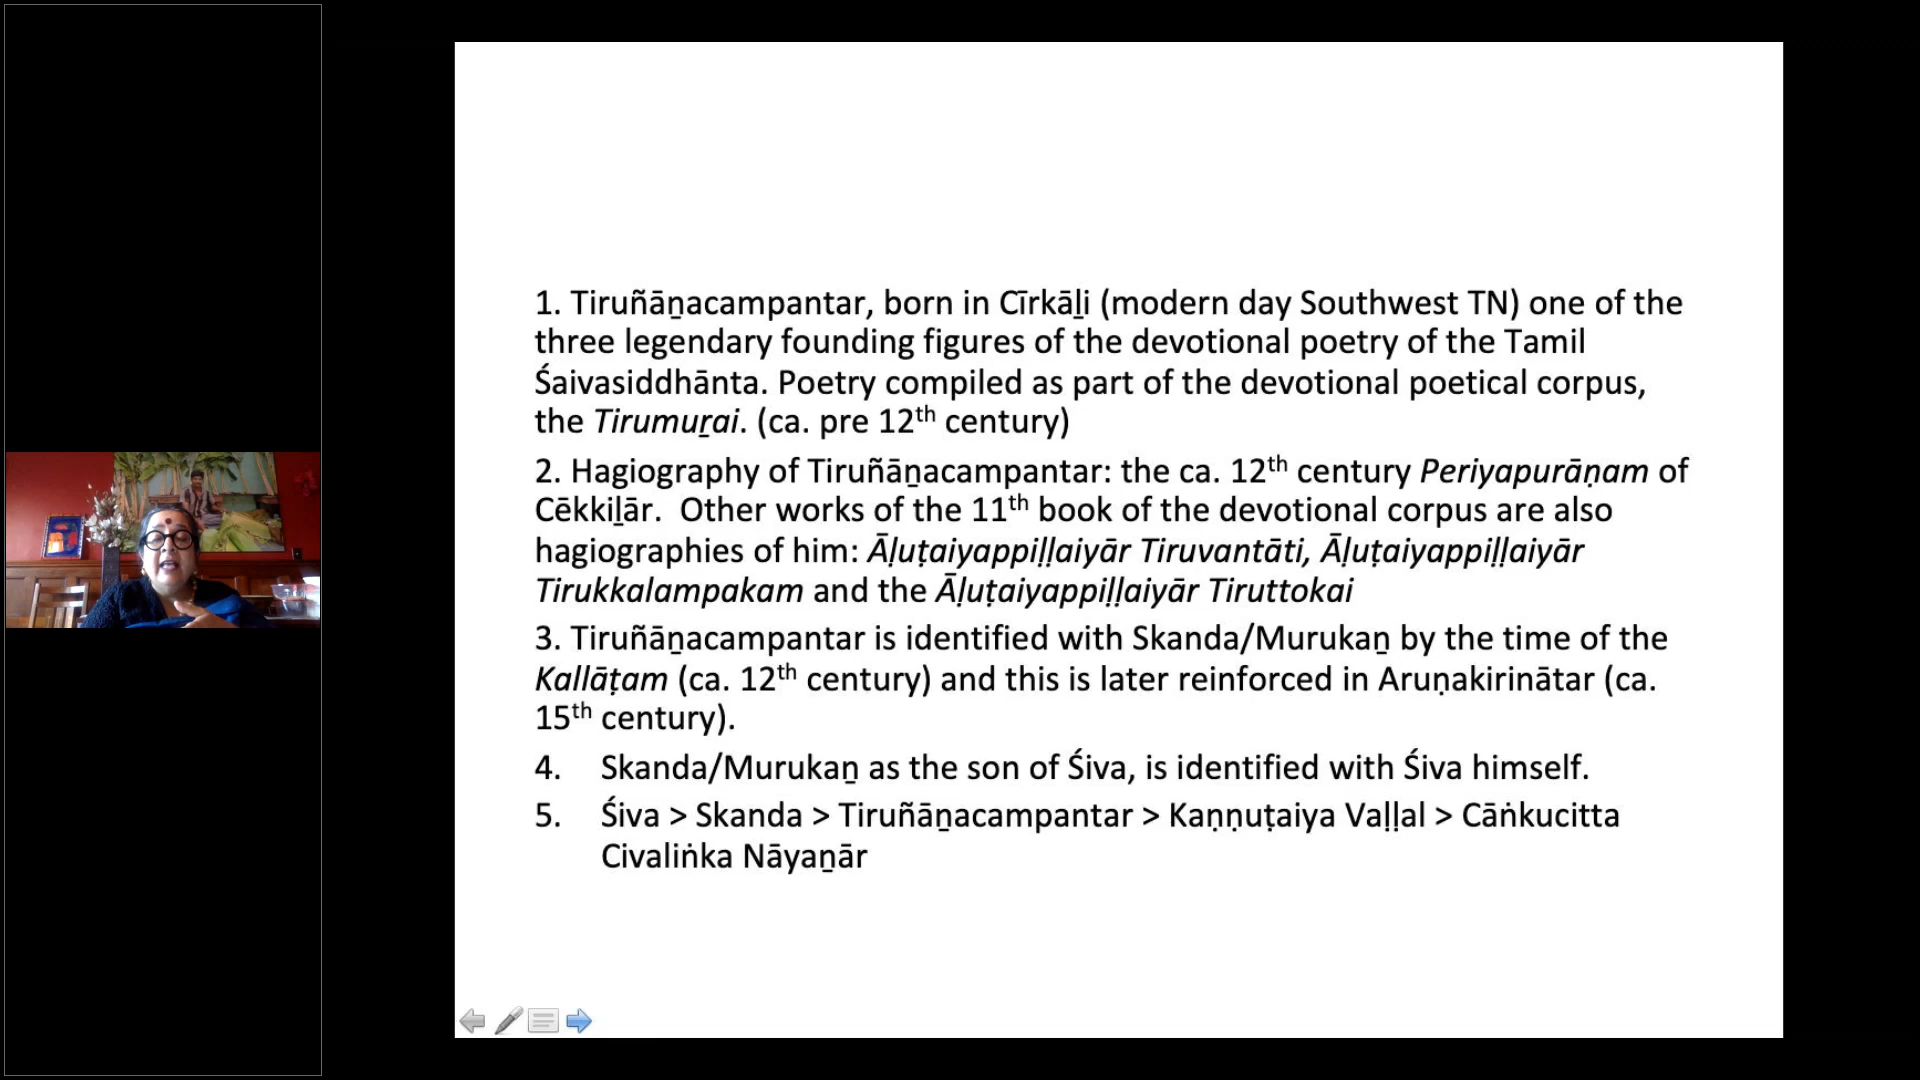 1. Tiruñāṉacampantar, born in Cīrkāḻi (modern day Southwest TN) one of the
three legendary founding figures of the devotional poetry of the Tamil
Śaivasiddhānta. Poetry compiled as part of the devotional poetical corpus,
the Tirumuṟai. (ca. pre 12th century)
2. Hagiography of Tiruñāṉacampantar: the ca. 12th century Periyapurāṇam of
Cēkkiḻār.  Other works of the 11th book of the devotional corpus are also
hagiographies of him: Āḷuṭaiyappiḷḷaiyār Tiruvantāti, Āḷuṭaiyappiḷḷaiyār
Tirukkalampakam and the Āḷuṭaiyappiḷḷaiyār Tiruttokai
3. Tiruñāṉacampantar is identified with Skanda/Murukaṉ by the time of the
Kallāṭam (ca. 12th century) and this is later reinforced in Aruṇakirinātar (ca.
15th century).
4. Skanda/Murukaṉ as the son of Śiva, is identified with Śiva himself.
5. Śiva > Skanda > Tiruñāṉacampantar > Kaṇṇuṭaiya Vaḷḷal > Cāṅkucitta
Civaliṅka Nāyaṉār